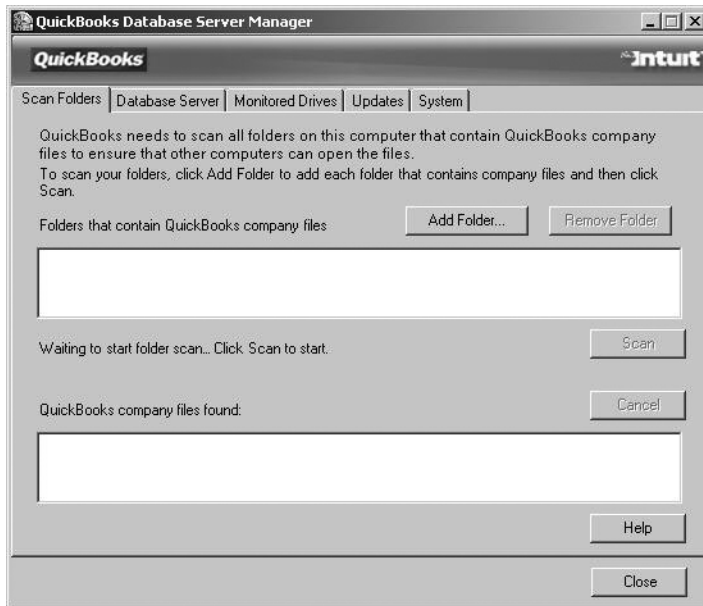 QuickBooks Database Server Manager
QuickBooks
Intuit
Scan Folders Database Server Monitored Drives Updates System
QuickBooks needs to scan all folders on this computer that contain QuickBooks company
files to ensure that other computers can open the files.
To scan your folders, click Add Folder to add each folder that contains company files and then click
Scan.
Folders that contain QuickBooks company files
Add Folder...
Remove Folder
Waiting to start folder scan... Click Scan to start.
Scan
QuickBooks company files found:
Cancel
Help
Close